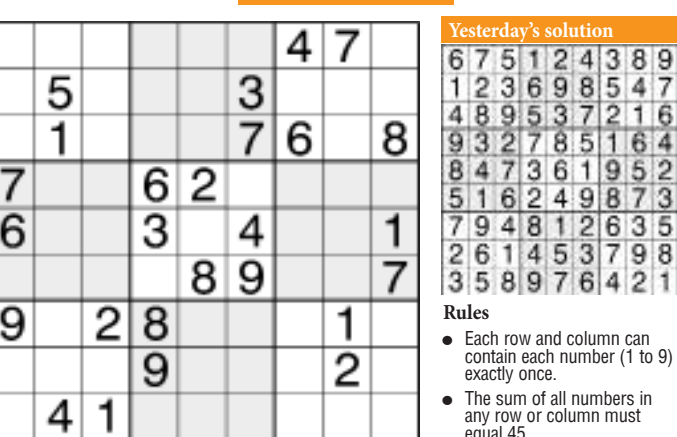 4 7
5 3
1 7 6 8
7 6 2
6 3 4 1
8 9 7
9 2 8 1
9 2
4 1
Yesterday's solution
6 7 5 1 2 4 3 8 9
1 2 3 6 9 8 5 4 7
4 8 9 5 3 7 2 1 6
9 3 2 7 8 5 1 6 4
8 4 7 3 6 1 9 5 2
5 1 6 2 4 9 8 7 3
7 9 4 8 1 2 6 3 5
2 6 1 4 5 3 7 9 8
3 5 8 9 7 6 4 2 1
Rules
● Each row and column can
contain each number (1 to 9)
exactly once.
● The sum of all numbers in
any row or column must
equal 45